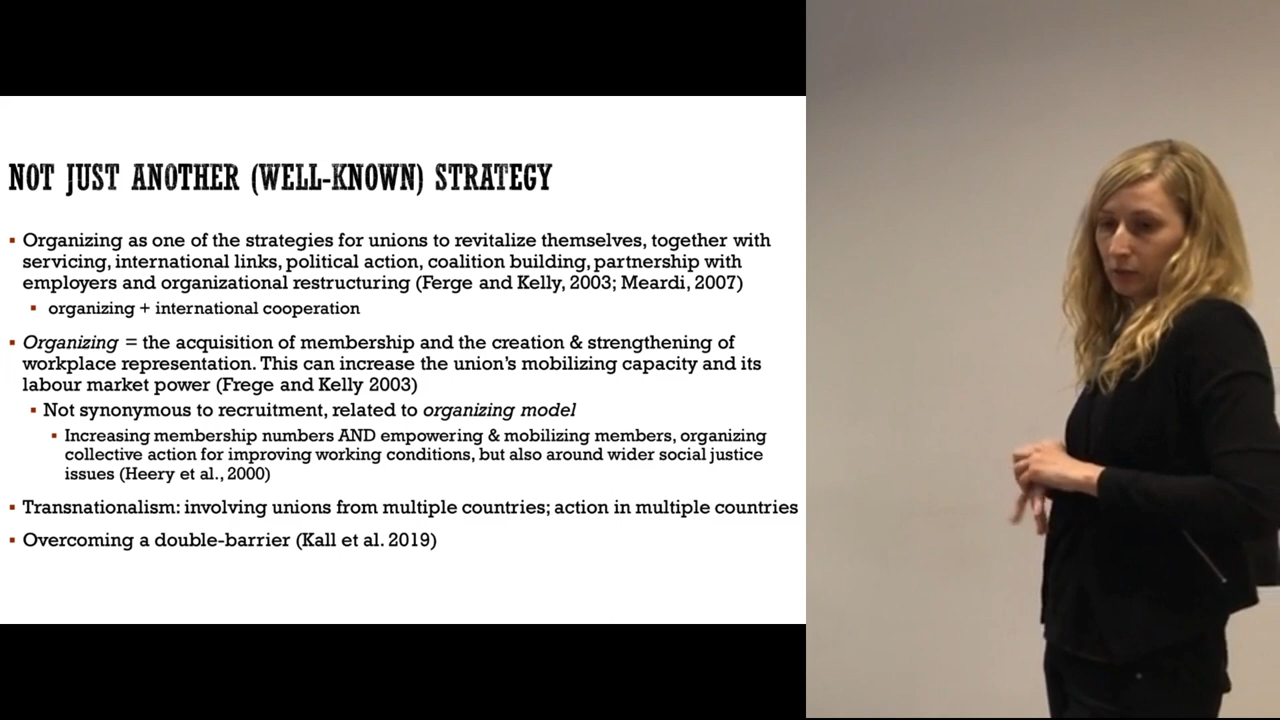 NOT JUST ANOTHER (WELL-KNOWN) STRATEGY
▪ Organizing as one of the strategies for unions to revitalize themselves, together with
servicing, international links, political action, coalition building, partnership with
employers and organizational restructuring (Ferge and Kelly, 2003; Meardi, 2007)
▪ organizing + international cooperation
▪ Organizing = the acquisition of membership and the creation & strengthening of
workplace representation. This can increase the union's mobilizing capacity and its
labour market power (Frege and Kelly 2003)
▪ Not synonymous to recruitment, related to organizing model
▪ Increasing membership numbers AND empowering & mobilizing members, organizing
collective action for improving working conditions, but also around wider social justice
issues (Heery et al., 2000)
▪ Transnationalism: involving unions from multiple countries; action in multiple countries
▪ Overcoming a double-barrier (Kall et al. 2019)